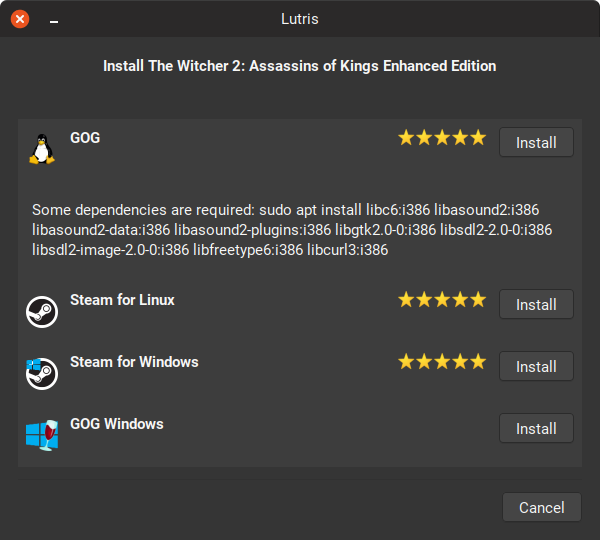 Lutris
Install The Witcher 2: Assassins of Kings Enhanced Edition
GOG
Install
Some dependencies are required: sudo apt install libc6:i386 libasound2:i386
libasound2-data:i386 libasound2-plugins:i386 libgtk2.0-0:i386 libsdl2-2.0-0:i386
libsdl2-image-2.0-0:i386 libfreetype6:i386 libcurl3:i386
Steam for Linux
Install
Steam for Windows
Install
GOG Windows
Install
Cancel